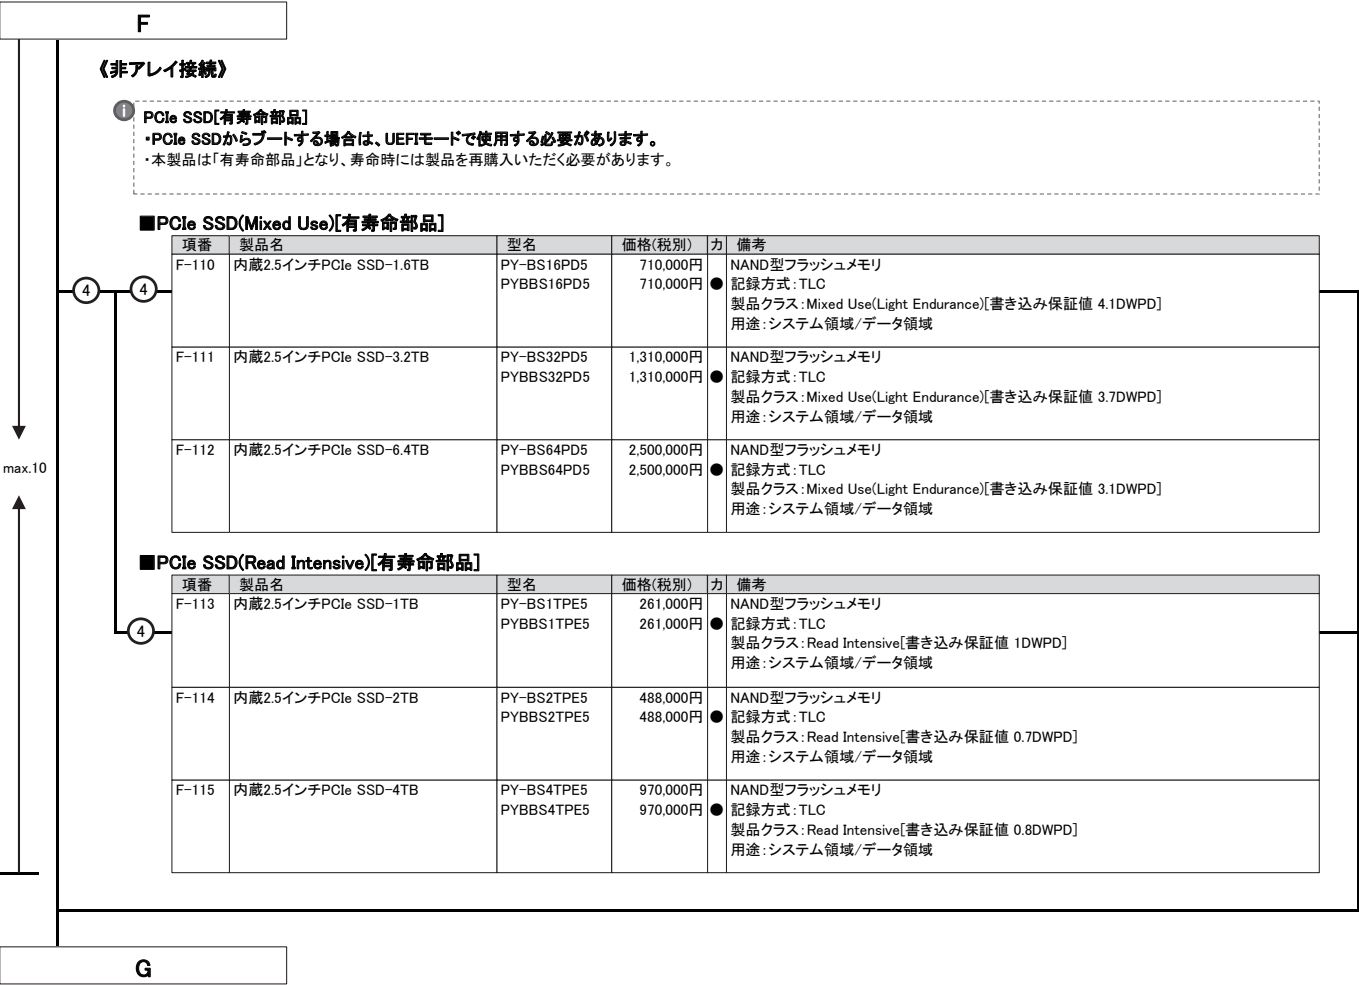 F
《非アレイ接続》
i
PCIe SSD[有寿命部品]
・PCIe SSDからブートする場合は、UEFIモードで使用する必要があります。
・本製品は「有寿命部品」となり、寿命時には製品を再購入いただく必要があります。
■PCIe SSD(Mixed Use)[有寿命部品]
項番 製品名 型名 価格(税別) カ 備考
F-110 内蔵2.5インチPCIe SSD-1.6TB PY-BS16PD5 710,000円 NAND型フラッシュメモリ
4 4 PYBBS16PD5 710,000円 ● 記録方式:TLC
製品クラス:Mixed Use(Light Endurance)[書き込み保証値 4.1DWPD]
用途:システム領域/データ領域
F-111 内蔵2.5インチPCIe SSD-3.2TB PY-BS32PD5 1,310,000円 NAND型フラッシュメモリ
PYBBS32PD5 1,310,000円 ● 記録方式:TLC
製品クラス:Mixed Use(Light Endurance)[書き込み保証値 3.7DWPD]
用途:システム領域/データ領域
F-112 内蔵2.5インチPCIe SSD-6.4TB PY-BS64PD5 2,500,000円 NAND型フラッシュメモリ
max.10 PYBBS64PD5 2,500,000円 ● 記録方式:TLC
製品クラス:Mixed Use(Light Endurance)[書き込み保証値 3.1DWPD]
用途:システム領域/データ領域
■PCIe SSD(Read Intensive)[有寿命部品]
項番 製品名 型名 価格(税別) カ 備考
F-113 内蔵2.5インチPCIe SSD-1TB PY-BS1TPE5 261,000円 NAND型フラッシュメモリ
4 PYBBS1TPE5 261,000円 ● 記録方式:TLC
製品クラス:Read Intensive[書き込み保証値 1DWPD]
用途:システム領域/データ領域
F-114 内蔵2.5インチPCIe SSD-2TB PY-BS2TPE5 488,000円 NAND型フラッシュメモリ
PYBBS2TPE5 488,000円 ● 記録方式:TLC
製品クラス:Read Intensive[書き込み保証値 0.7DWPD]
用途:システム領域/データ領域
F-115 内蔵2.5インチPCIe SSD-4TB PY-BS4TPE5 970,000円 NAND型フラッシュメモリ
PYBBS4TPE5 970,000円 ● 記録方式:TLC
製品クラス:Read Intensive[書き込み保証値 0.8DWPD]
用途:システム領域/データ領域
G